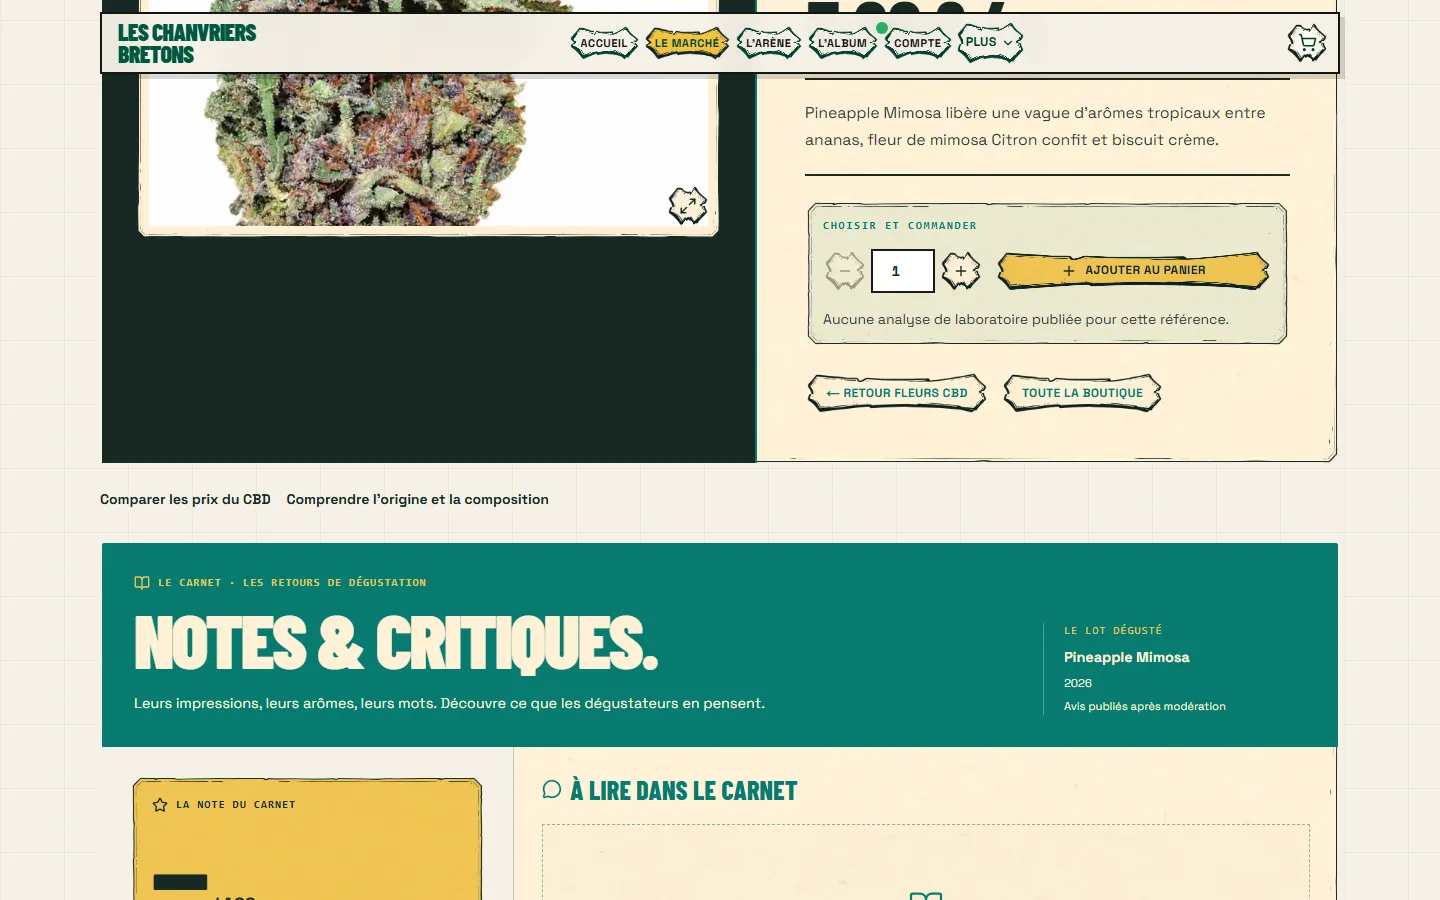 LES CHANVRIERS
BRETONS
ACCUEIL
LE MARCHÉ
L'ARÈNE
L'ALBUM
COMPTE
PLUS
Pineapple Mimosa libère une vague d'arômes tropicaux entre
ananas, fleur de mimosa Citron confit et biscuit crème.
CHOISIR ET COMMANDER
− 1 + + AJOUTER AU PANIER
Aucune analyse de laboratoire publiée pour cette référence.
← RETOUR FLEURS CBD
TOUTE LA BOUTIQUE
Comparer les prix du CBD
Comprendre l'origine et la composition
LE CARNET · LES RETOURS DE DÉGUSTATION
NOTES & CRITIQUES.
Leurs impressions, leurs arômes, leurs mots. Découvre ce que les dégustateurs en pensent.
LE LOT DÉGUSTÉ
Pineapple Mimosa
2026
Avis publiés après modération
LA NOTE DU CARNET
À LIRE DANS LE CARNET